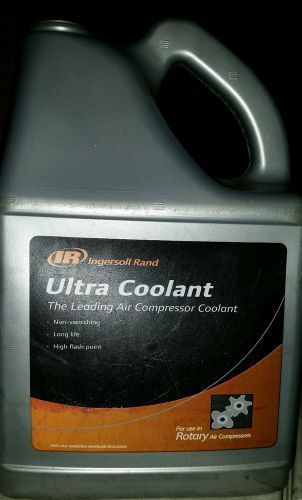 IR Ingersoll Rand
Ultra Coolant
The Leading Air Compressor Coolant
· Non-varnishing
· Long life
· High flash point
For use in
Rotary Air Compressors